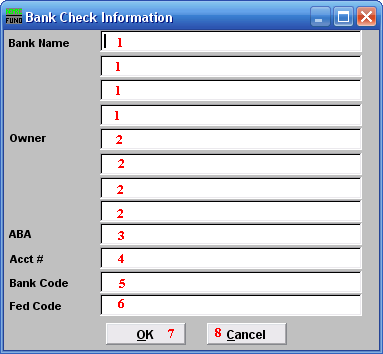 FUND Bank Check Information
Bank Name 1
1
1
1
Owner 2
2
2
2
ABA 3
Acct # 4
Bank Code 5
Fed Code 6
OK 7 8 Cancel